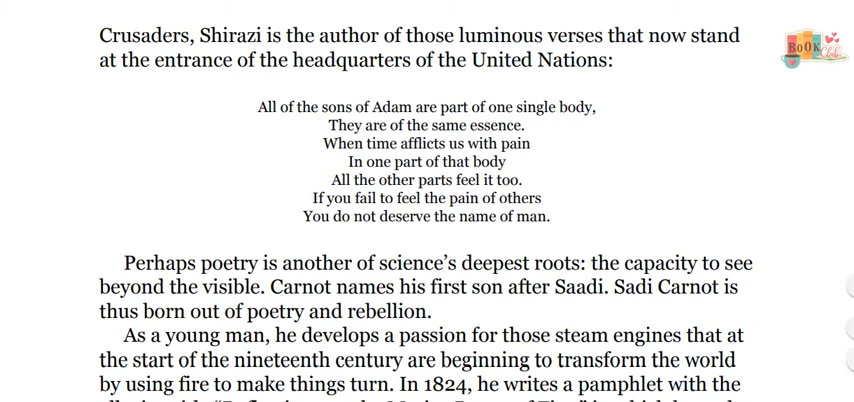 Crusaders, Shirazi is the author of those luminous verses that now stand
at the entrance of the headquarters of the United Nations:
All of the sons of Adam are part of one single body,
They are of the same essence.
When time afflicts us with pain
In one part of that body
All the other parts feel it too.
If you fail to feel the pain of others
You do not deserve the name of man.
Perhaps poetry is another of science’s deepest roots: the capacity to see
beyond the visible. Carnot names his first son after Saadi. Sadi Carnot is
thus born out of poetry and rebellion.
As a young man, he develops a passion for those steam engines that at
the start of the nineteenth century are beginning to transform the world
by using fire to make things turn. In 1824, he writes a pamphlet with the
BOOK
Club